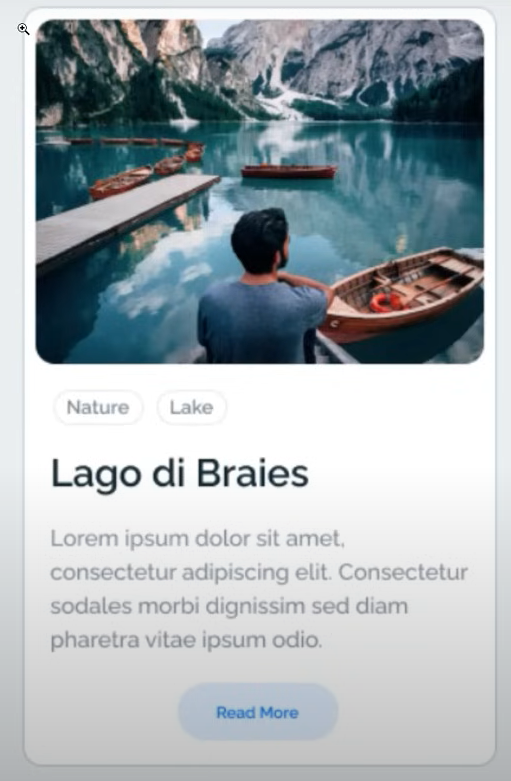 Nature Lake
Lago di Braies
Lorem ipsum dolor sit amet,
consectetur adipiscing elit. Consectetur
sodales morbi dignissim sed diam
pharetra vitae ipsum odio.
Read More